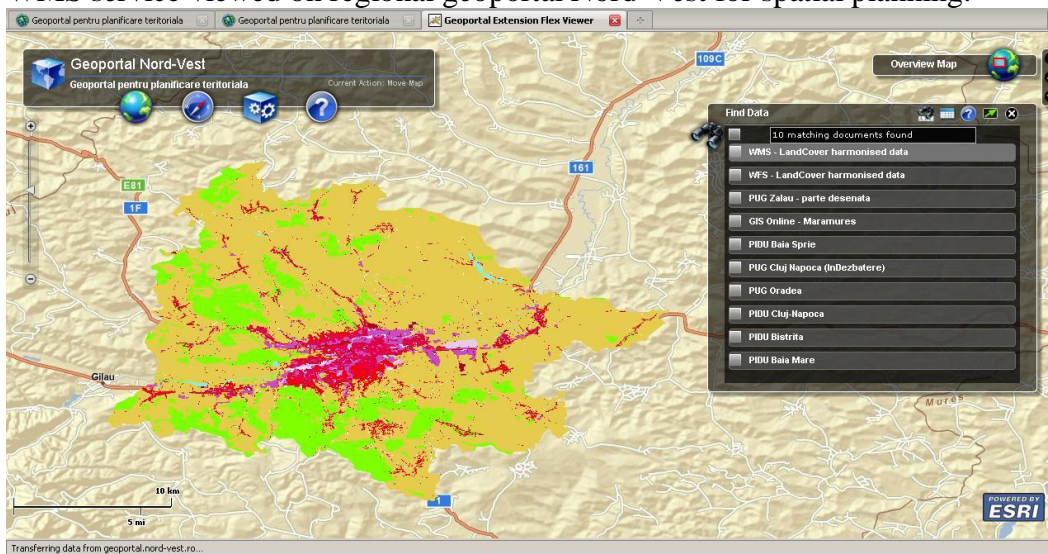 WMS service viewed on regional geoportal Nord-Vest for spatial planning.
Geoportal pentru planificare teritoriala
Geoportal pentru planificare teritoriala
Geoportal Extension Flex Viewer
Geoportal Nord-Vest
Geoportal pentru planificare teritoriala
Current Action: Move Map
109C
Overview Map
Find Data
10 matching documents found
WMS - LandCover harmonised data
161
WFS - LandCover harmonised data
E81
PUG Zalau - parte desenata
1F
GIS Online - Maramures
PIDU Baia Sprie
PUG Cluj Napoca (InDezbatere)
PUG Oradea
PIDU Cluj-Napoca
PIDU Bistrita
PIDU Baia Mare
Gilau
Mureş
10 km
5 mi
POWERED BY
ESRI
Transferring data from geoportal.nord-vest.ro...